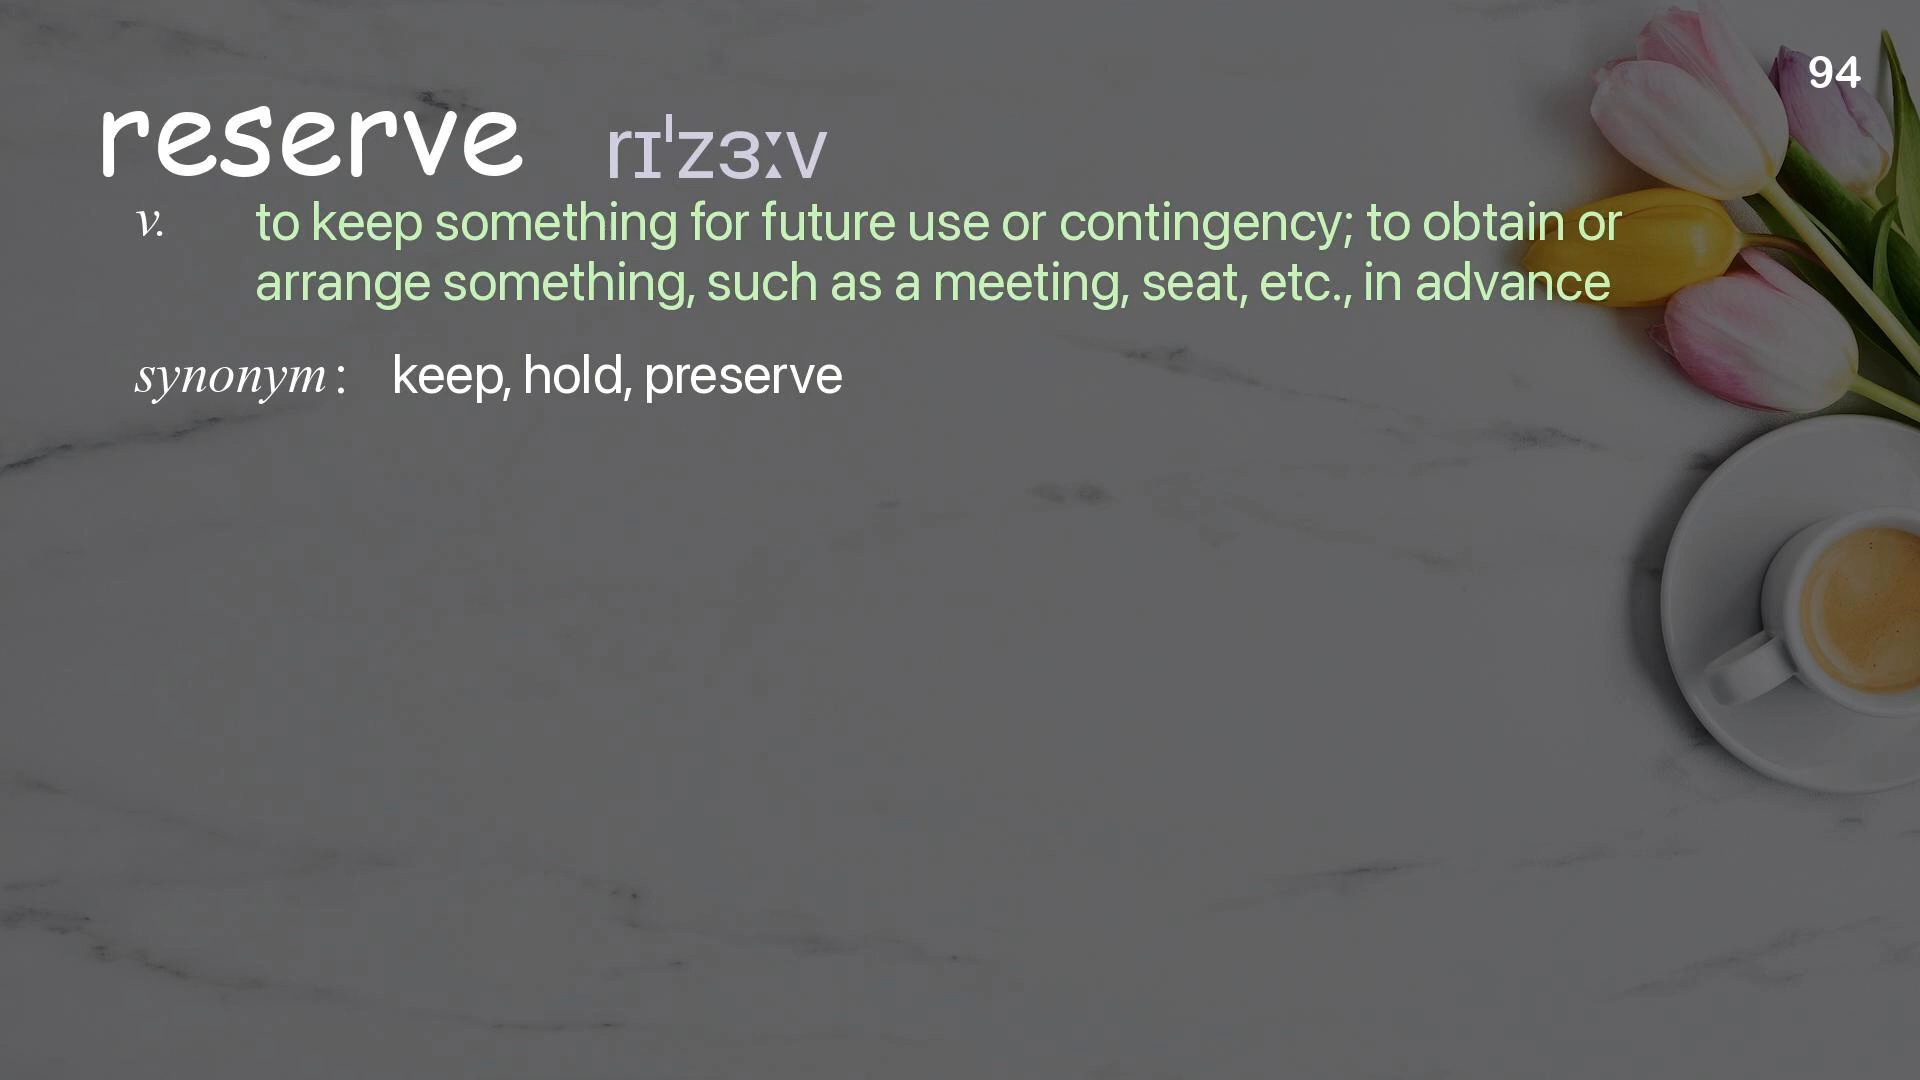 94
reserve rɪˈzɜːv
v. to keep something for future use or contingency; to obtain or
arrange something, such as a meeting, seat, etc., in advance
synonym : keep, hold, preserve